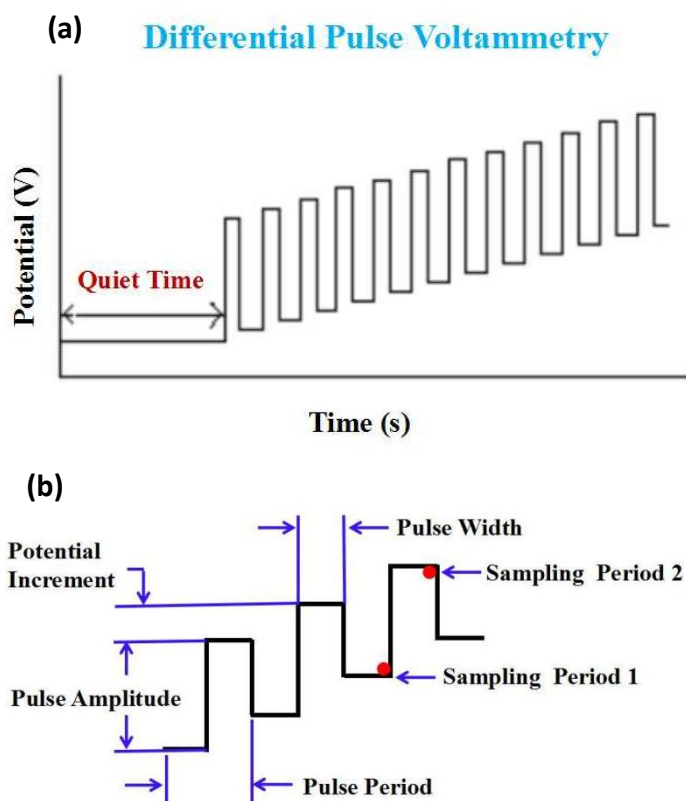 (a)
Differential Pulse Voltammetry
Potential (V)
Quiet Time
Time (s)
(b)
Pulse Width
Potential
Increment
Sampling Period 2
Pulse Amplitude
Sampling Period 1
Pulse Period